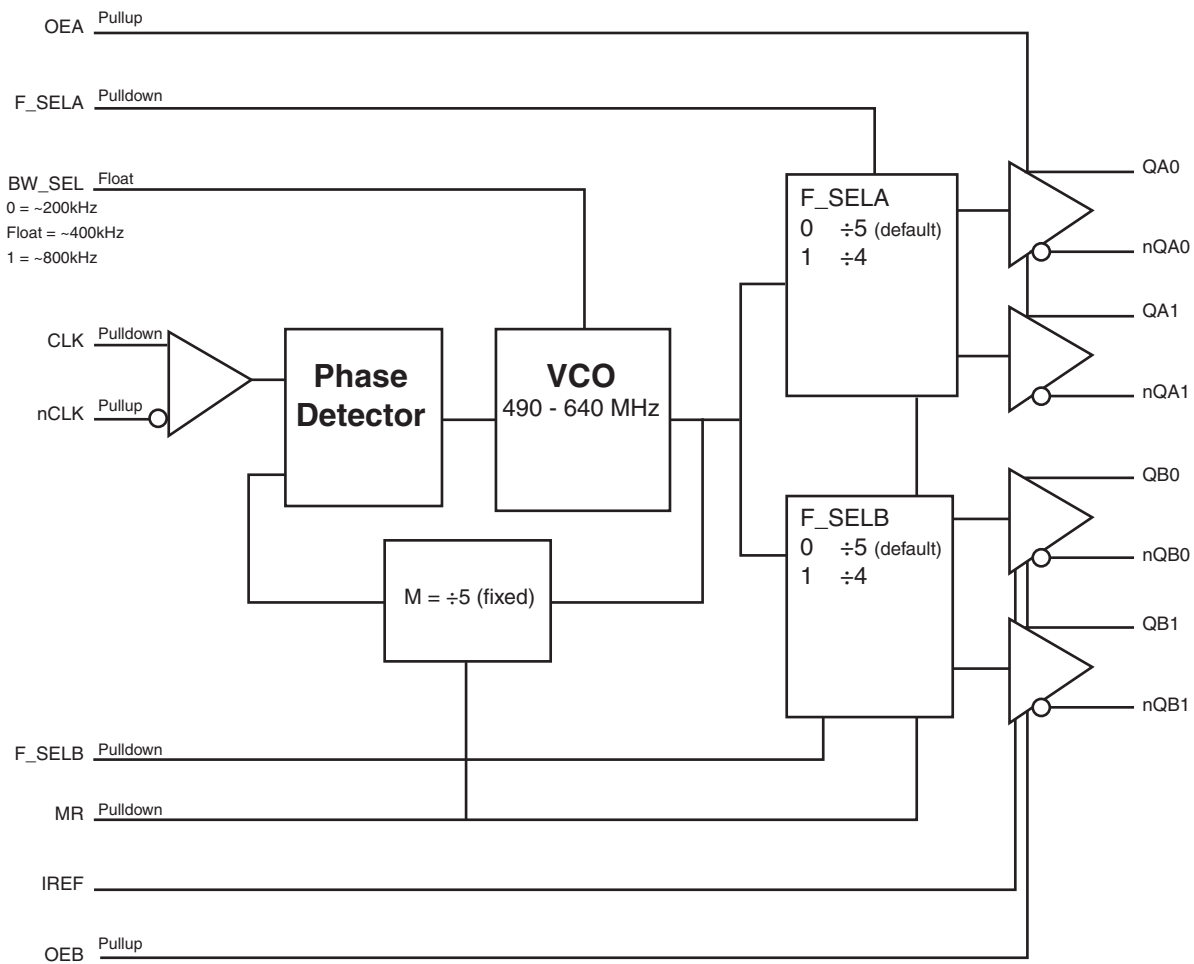 OEA Pullup
F_SELA Pulldown
BW_SEL Float
0 = ~200kHz
Float = ~400kHz
1 = ~800kHz
CLK Pulldown
nCLK Pullup
Phase
Detector
VCO
490 - 640 MHz
M = ÷5 (fixed)
F_SELA
0 ÷5 (default)
1 ÷4
F_SELB
0 ÷5 (default)
1 ÷4
QA0
nQA0
QA1
nQA1
QB0
nQB0
QB1
nQB1
F_SELB Pulldown
MR Pulldown
IREF
OEB Pullup